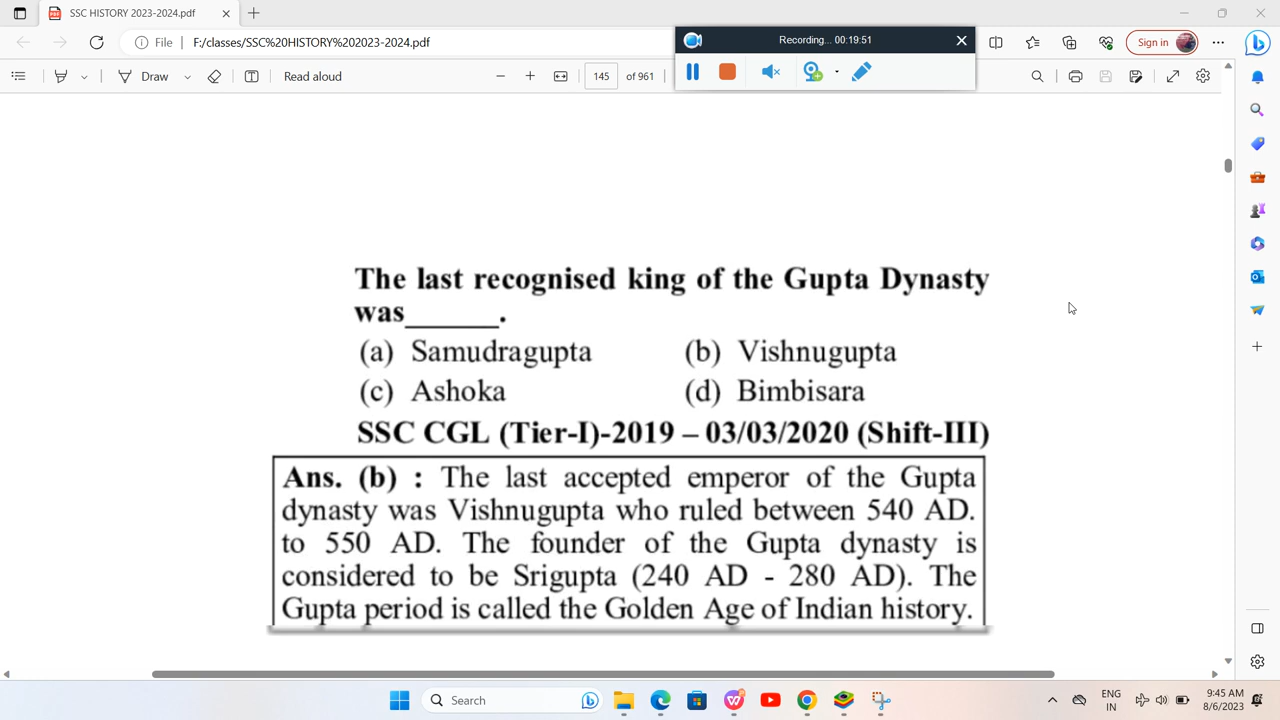 SSC HISTORY 2023-2024.pdf
Recording... 00:19:51
File F:/classes/SSC%20HISTORY%202023-2024.pdf
Sign in
Draw
Read aloud
145 of 961
The last recognised king of the Gupta Dynasty
was______.
(a) Samudragupta (b) Vishnugupta
(c) Ashoka (d) Bimbisara
SSC CGL (Tier-I)-2019 – 03/03/2020 (Shift-III)
Ans. (b) : The last accepted emperor of the Gupta
dynasty was Vishnugupta who ruled between 540 AD.
to 550 AD. The founder of the Gupta dynasty is
considered to be Srigupta (240 AD - 280 AD). The
Gupta period is called the Golden Age of Indian history.
Search
ENG
IN
9:45 AM
8/6/2023